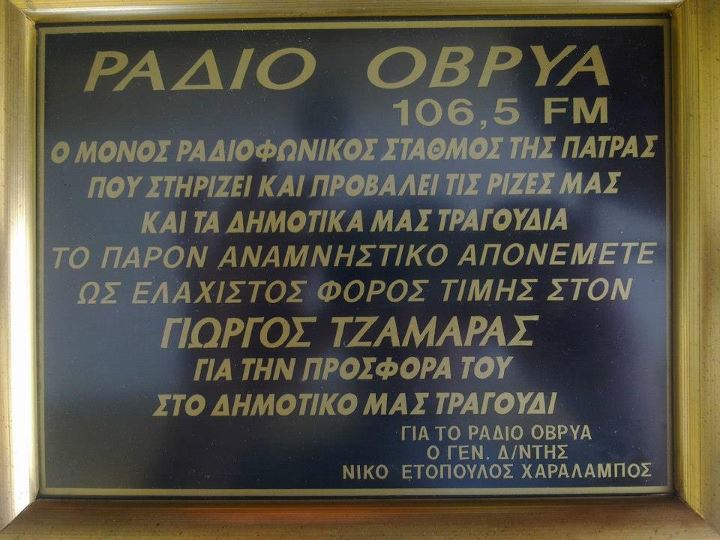 ΡΑΔΙΟ ΟΒΡΥΑ
106,5 FM
Ο ΜΟΝΟΣ ΡΑΔΙΟΦΩΝΙΚΟΣ ΣΤΑΘΜΟΣ ΤΗΣ ΠΑΤΡΑΣ
ΠΟΥ ΣΤΗΡΙΖΕΙ ΚΑΙ ΠΡΟΒΑΛΕΙ ΤΙΣ ΡΙΖΕΣ ΜΑΣ
ΚΑΙ ΤΑ ΔΗΜΟΤΙΚΑ ΜΑΣ ΤΡΑΓΟΥΔΙΑ
ΤΟ ΠΑΡΟΝ ΑΝΑΜΝΗΣΤΙΚΟ ΑΠΟΝΕΜΕΤΕ
ΩΣ ΕΛΑΧΙΣΤΟΣ ΦΟΡΟΣ ΤΙΜΗΣ ΣΤΟΝ
ΓΙΩΡΓΟΣ ΤΖΑΜΑΡΑΣ
ΓΙΑ ΤΗΝ ΠΡΟΣΦΟΡΑ ΤΟΥ
ΣΤΟ ΔΗΜΟΤΙΚΟ ΜΑΣ ΤΡΑΓΟΥΔΙ
ΓΙΑ ΤΟ ΡΑΔΙΟ ΟΒΡΥΑ
Ο ΓΕΝ. Δ/ΝΤΗΣ
ΝΙΚΟ ΕΤΟΠΟΥΛΟΣ ΧΑΡΑΛΑΜΠΟΣ